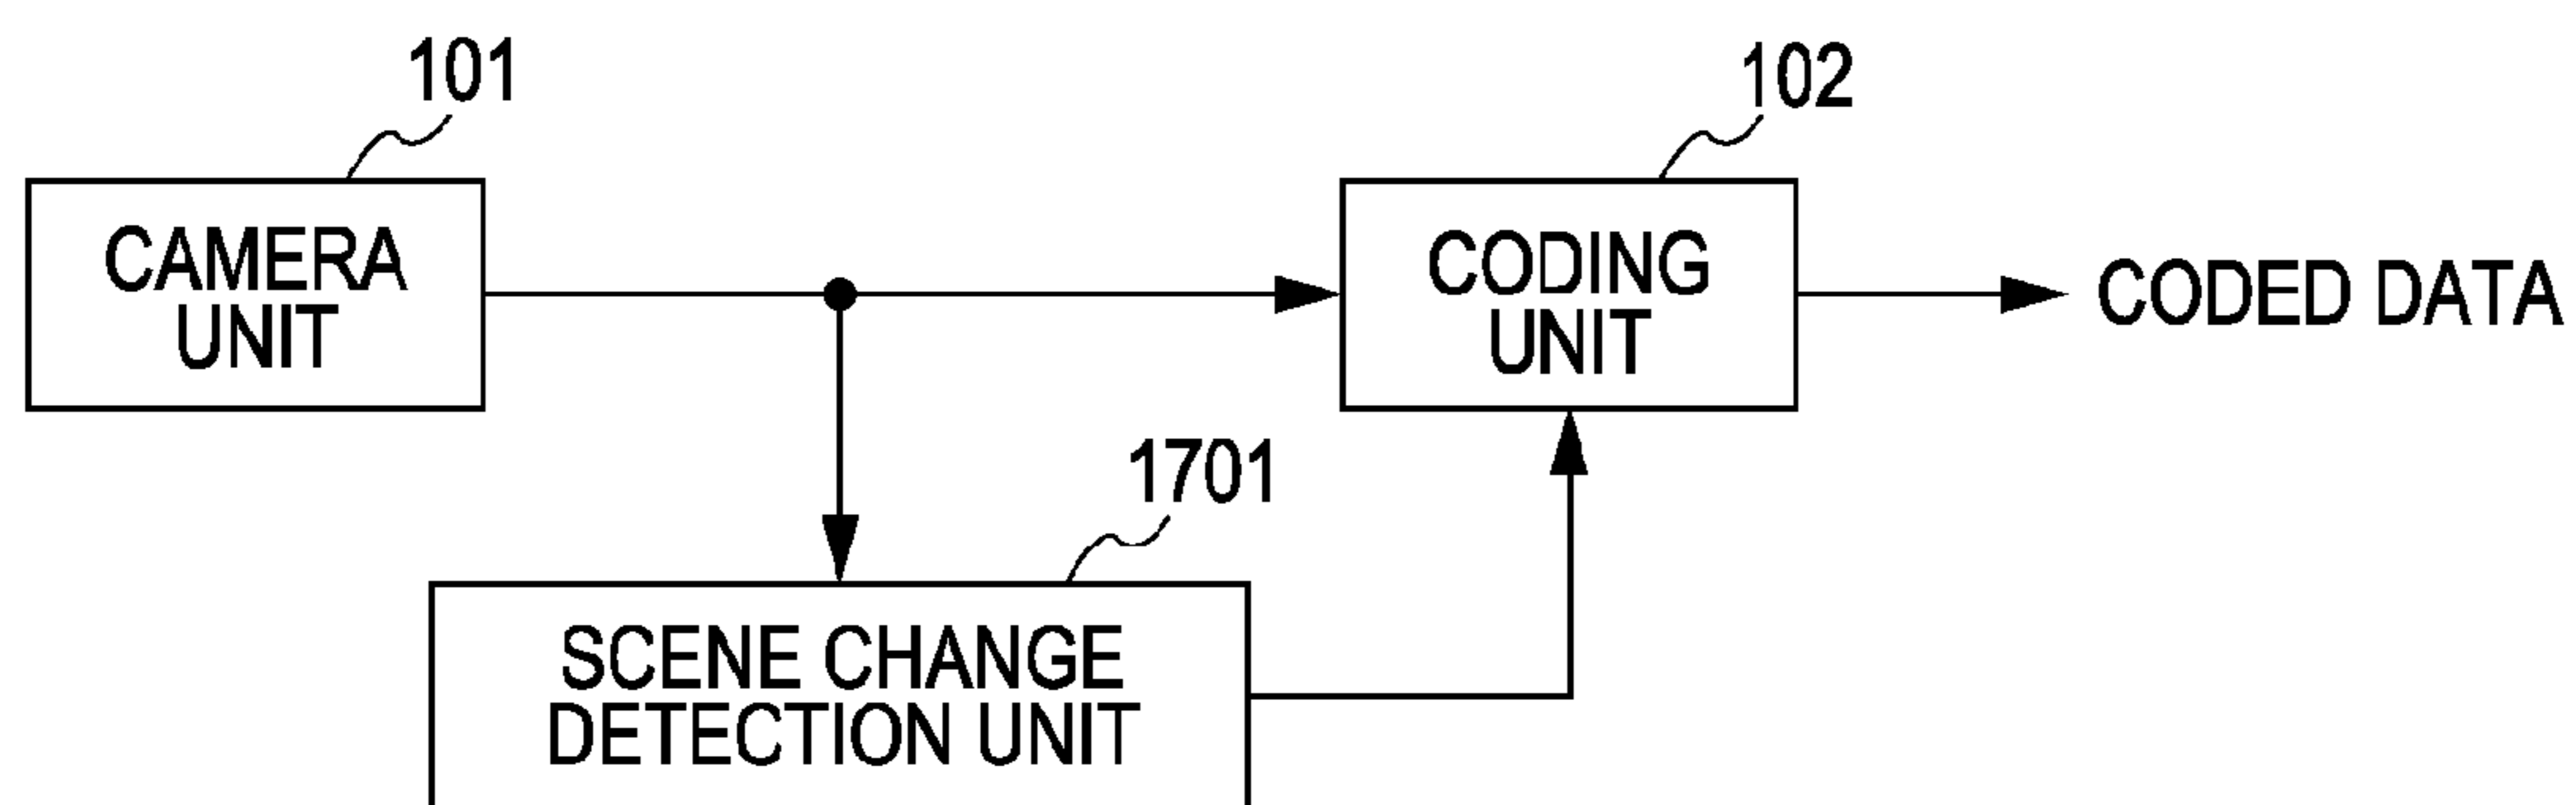 101
102
CAMERA
UNIT
CODING
UNIT
CODED DATA
1701
SCENE CHANGE
DETECTION UNIT